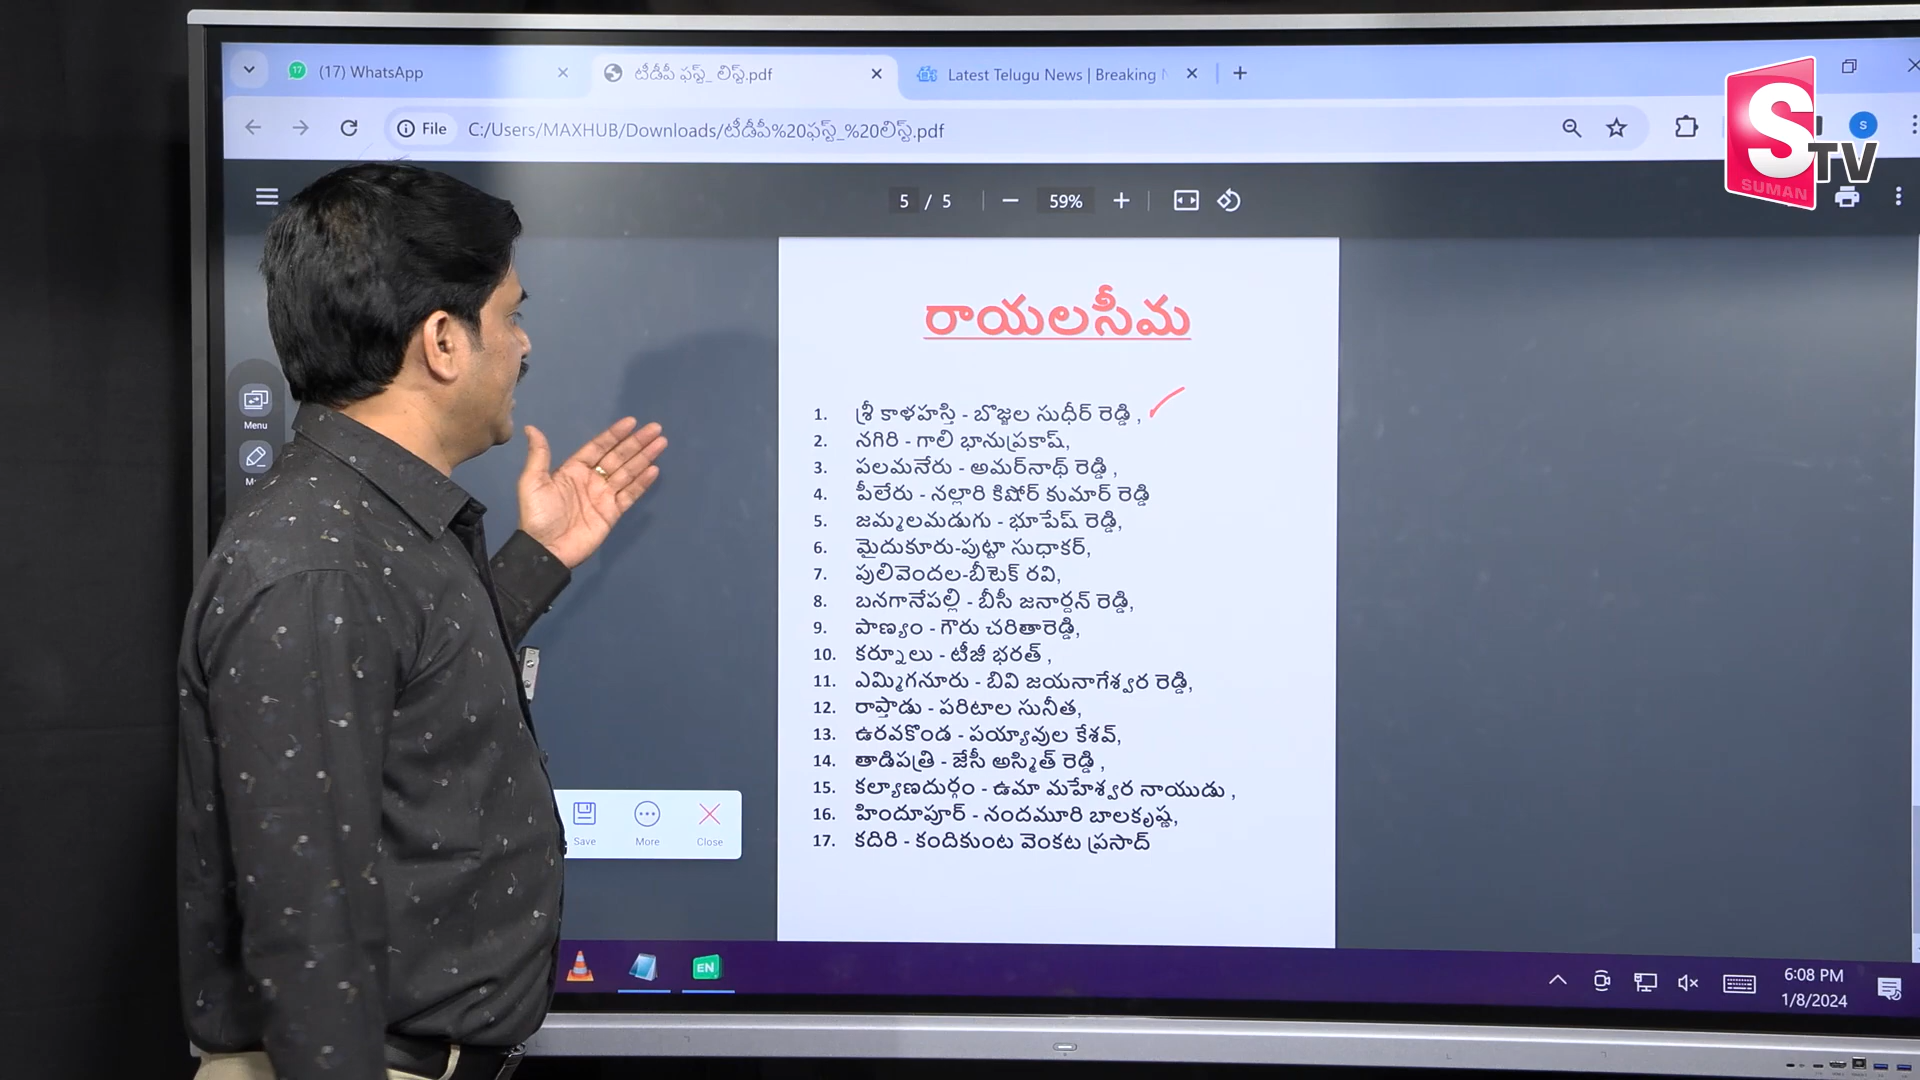 (17) WhatsApp
టీడీపీ ఫస్ట్_ లిస్ట్.pdf
Latest Telugu News | Breaking N
File
C:/Users/MAXHUB/Downloads/టీడీపీ%20ఫస్ట్_%20లిస్ట్.pdf
S
S
TV
SUMAN
5 / 5
59%
రాయలసీమ
1. శ్రీ కాళహస్తి - బొజ్జల సుధీర్ రెడ్డి ,
2. నగిరి - గాలి భానుప్రకాష్,
3. పలమనేరు - అమర్‌నాథ్ రెడ్డి ,
4. పీలేరు - నల్లారి కిషోర్ కుమార్ రెడ్డి
5. జమ్మలమడుగు - భూపేష్ రెడ్డి,
6. మైదుకూరు-పుట్టా సుధాకర్,
7. పులివెందల-బీటెక్ రవి,
8. బనగానేపల్లి - బీసీ జనార్దన్ రెడ్డి,
9. పాణ్యం - గౌరు చరితారెడ్డి,
10. కర్నూలు - టీజీ భరత్ ,
11. ఎమ్మిగనూరు - బివి జయనాగేశ్వర రెడ్డి,
12. రాప్తాడు - పరిటాల సునీత,
13. ఉరవకొండ - పయ్యావుల కేశవ్,
14. తాడిపత్రి - జేసీ అస్మిత్ రెడ్డి ,
15. కల్యాణదుర్గం - ఉమా మహేశ్వర నాయుడు ,
16. హిందూపూర్ - నందమూరి బాలకృష్ణ,
17. కదిరి - కందికుంట వెంకట ప్రసాద్
Menu
Save
More
Close
EN
6:08 PM
1/8/2024